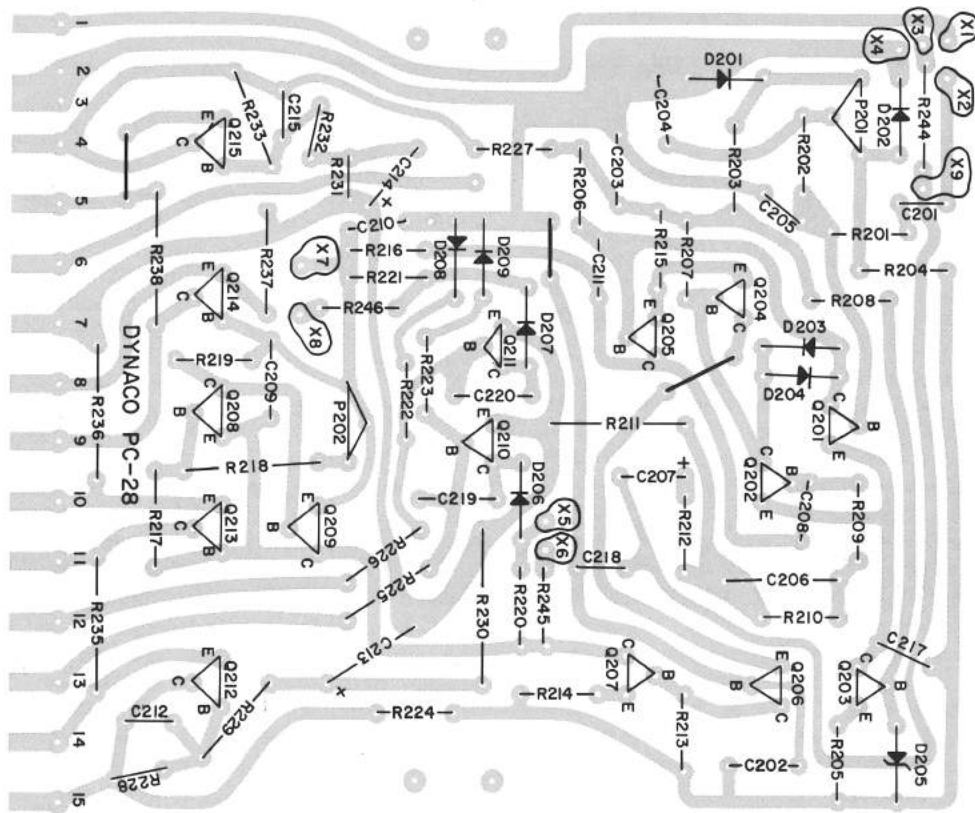 1
2
3
4
5
6
7
8
9
10
11
12
13
14
15
DYNACO PC-28
X1
X3
X4
X2
X9
D201
C204
P201
D202
R244
R233
C215
R232
E
Q215
C
B
R231
C214
+
R227
R206
C203
R203
R202
C205
C201
R201
R204
R238
R237
C210
R216
R221
R246
X7
X8
D208
D209
C211
R215
R207
E
Q204
B
C
R208
E
Q214
C
B
R219
C209
R223
R222
E
Q211
B
C
D207
C220
E
Q205
B
C
D203
D204
Q201
C
B
E
R236
E
C
Q208
B
E
R218
P202
E
Q210
B
C
R211
+
C207
R212
C
Q202
B
E
C208
R209
E
Q213
C
B
R217
E
Q209
B
C
C219
D206
X5
X6
C218
R226
R225
R220
R245
R230
C206
R210
R235
C213
+
E
Q212
C
B
R229
C212
R228
R224
R214
C
Q207
B
E
R213
E
Q206
B
C
C202
C217
C
Q203
B
E
R205
D205